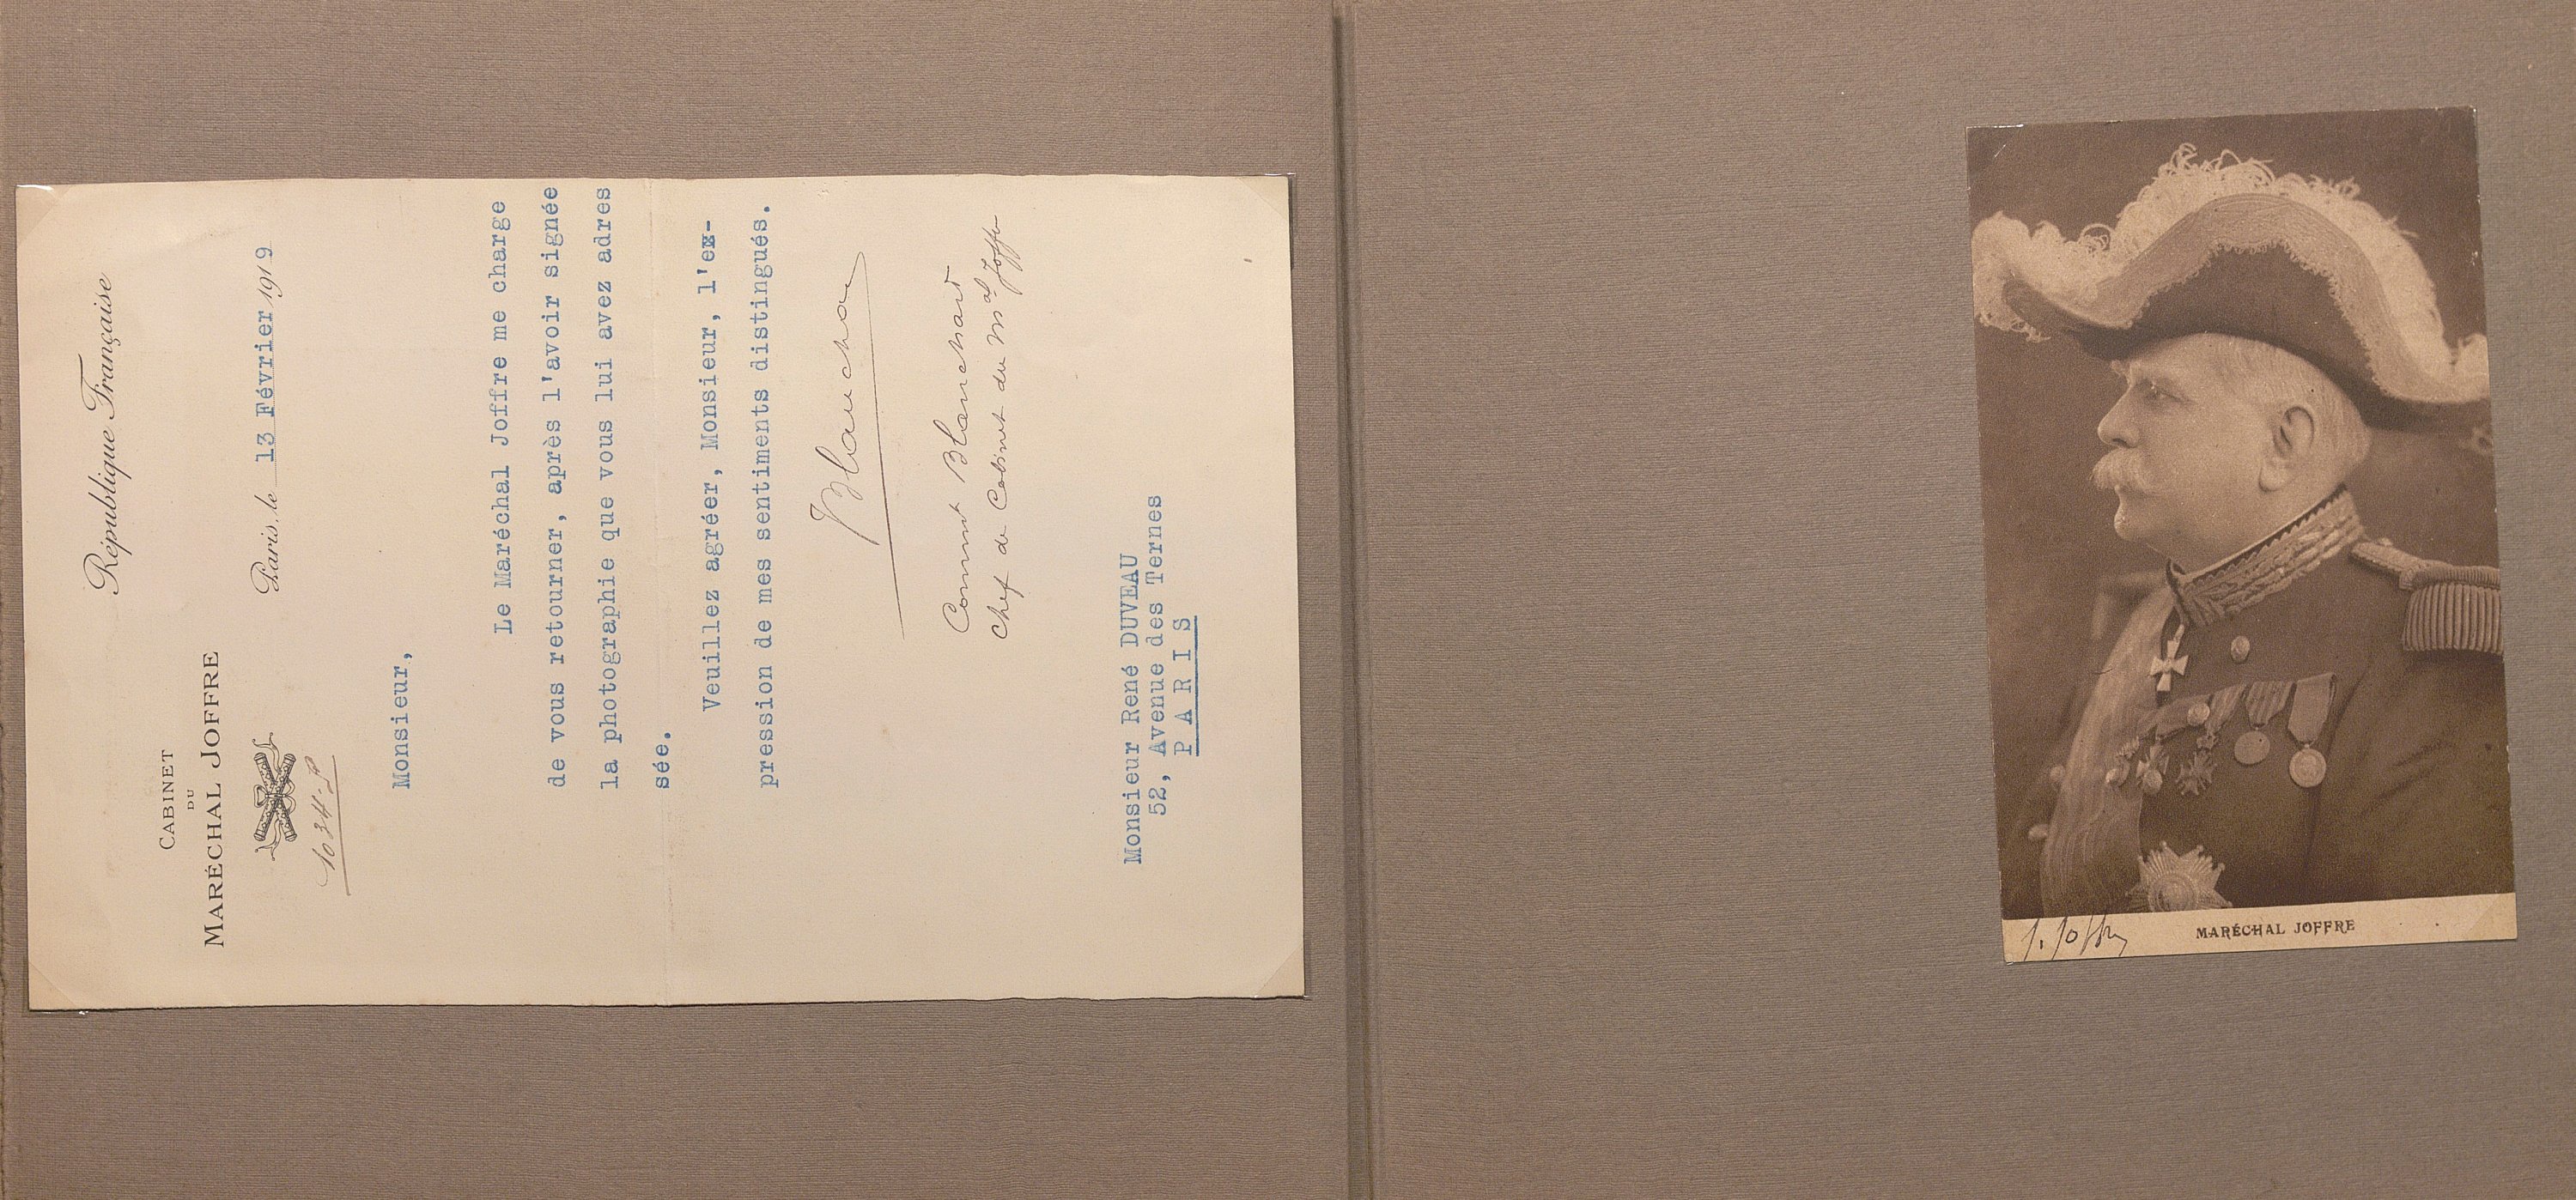 République Française
CABINET
DU
MARÉCHAL JOFFRE
Paris, le 13 Février 1919
1034-P
Monsieur,
Le Maréchal Joffre me charge
de vous retourner, après l'avoir signée
la photographie que vous lui avez adres
sée.
Veuillez agréer, Monsieur, l'ex-
pression de mes sentiments distingués.
Blanchard
Commt Blanchard
Chef de Cabinet du Mal Joffre
Monsieur René DUVEAU
52, Avenue des Ternes
PARIS
J. Joffre
MARÉCHAL JOFFRE